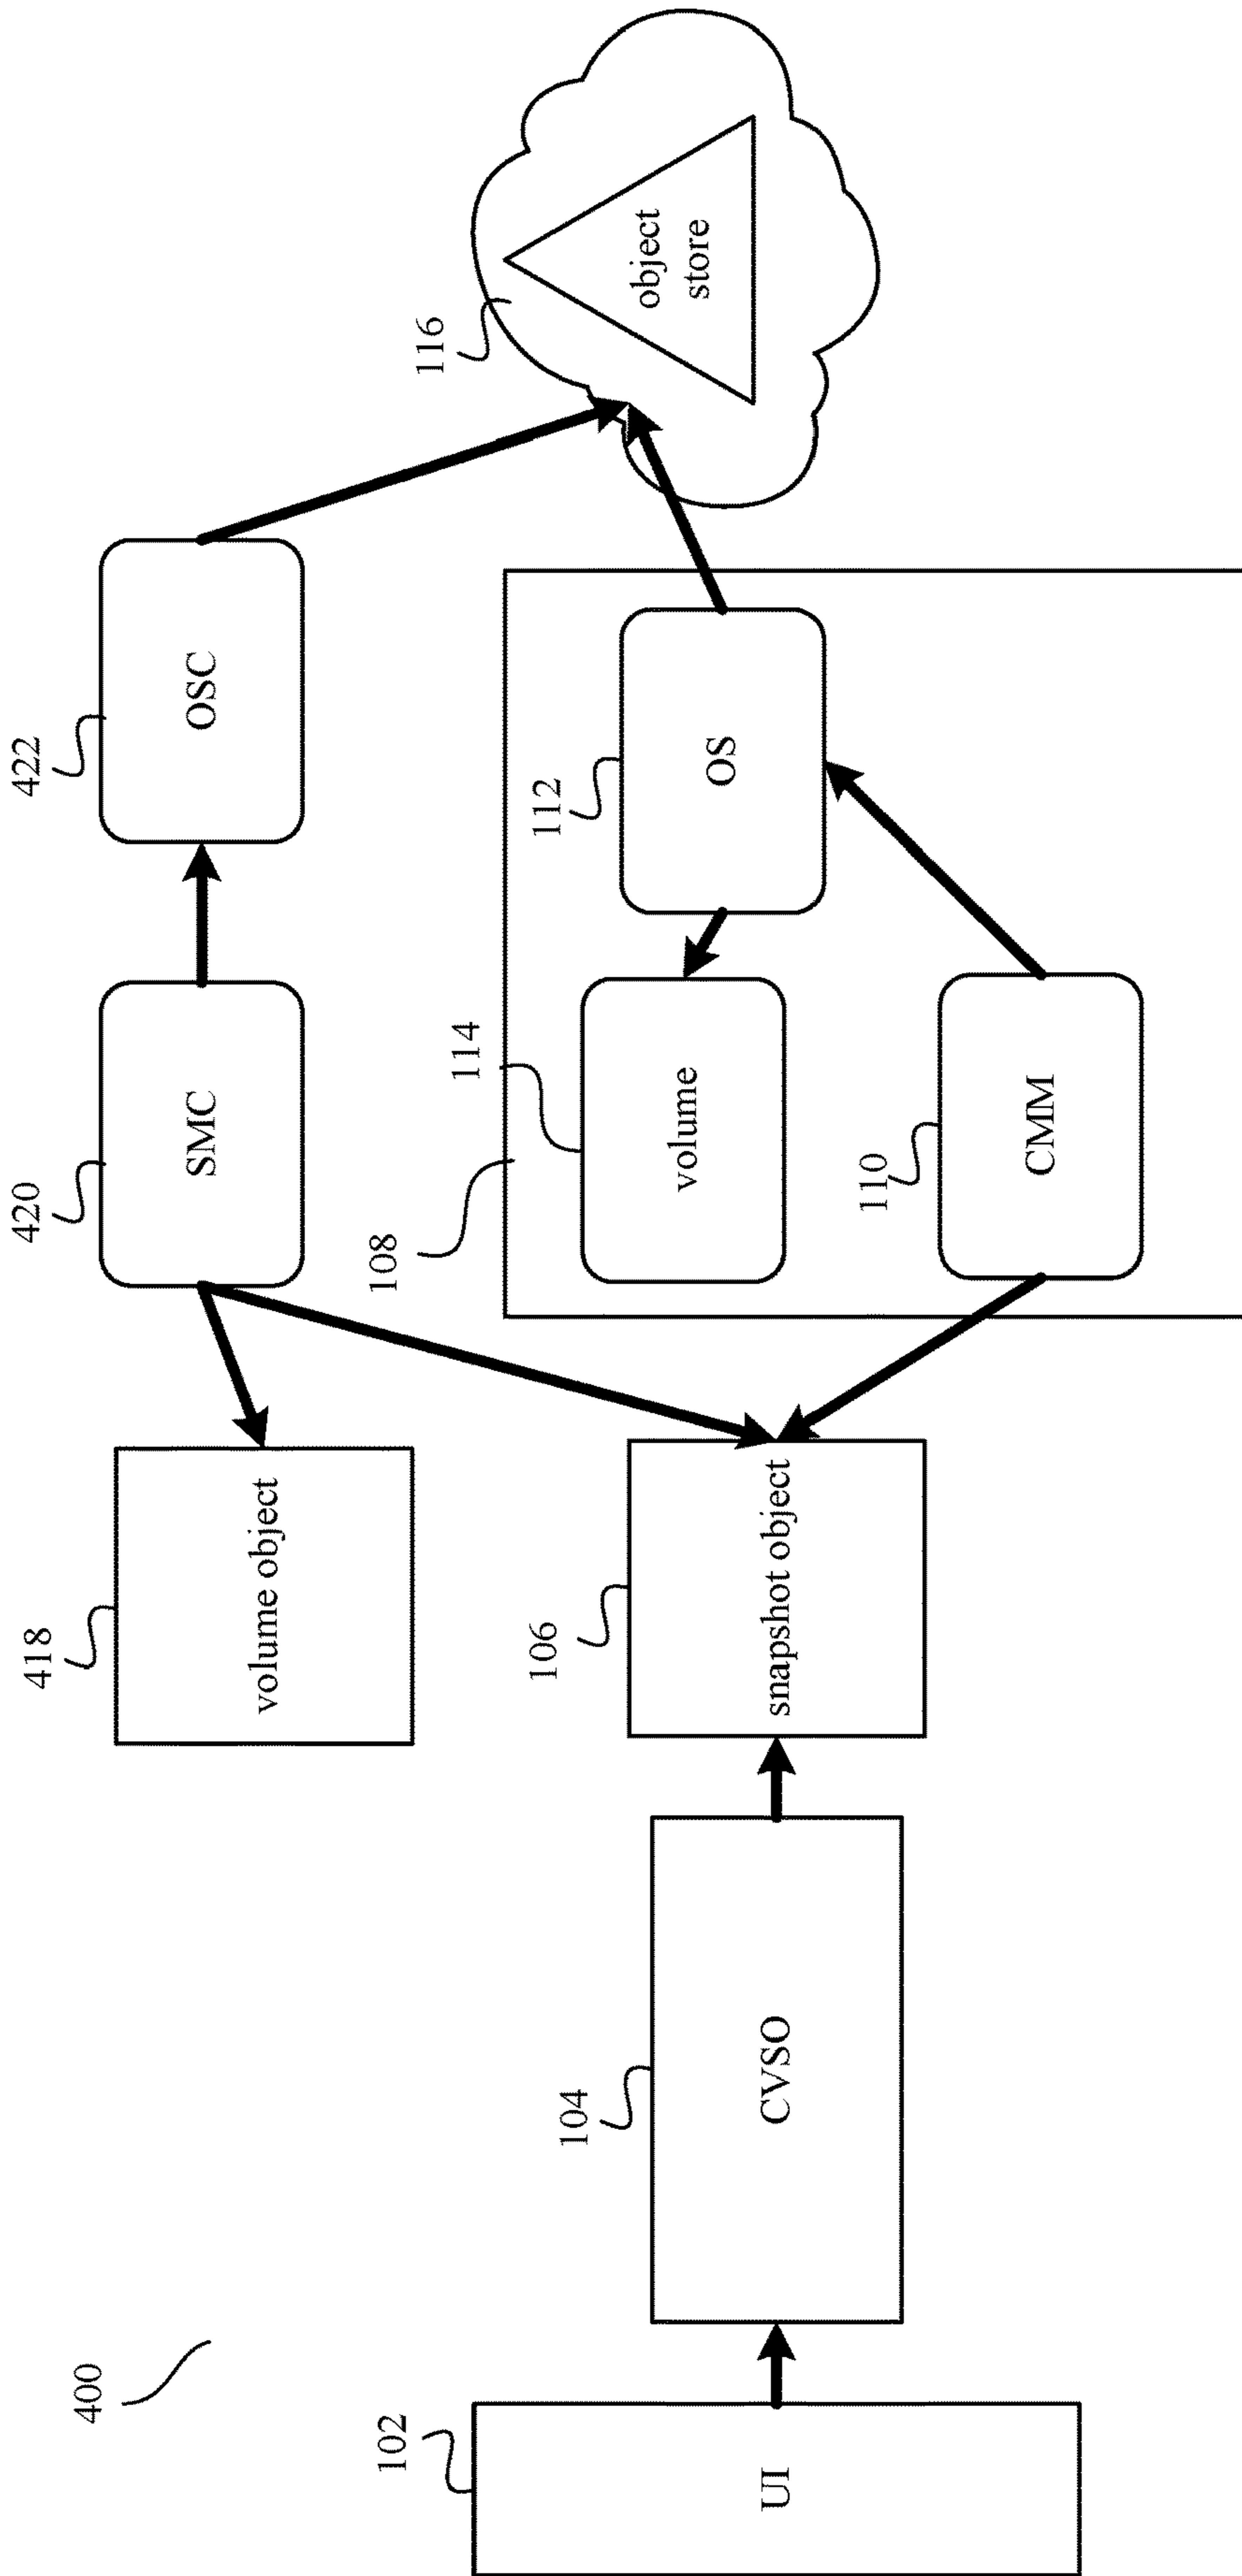 400
102
UI
104
CVSO
418
volume object
106
snapshot object
420
SMC
422
OSC
108
114
volume
112
OS
110
CMM
116
object
store